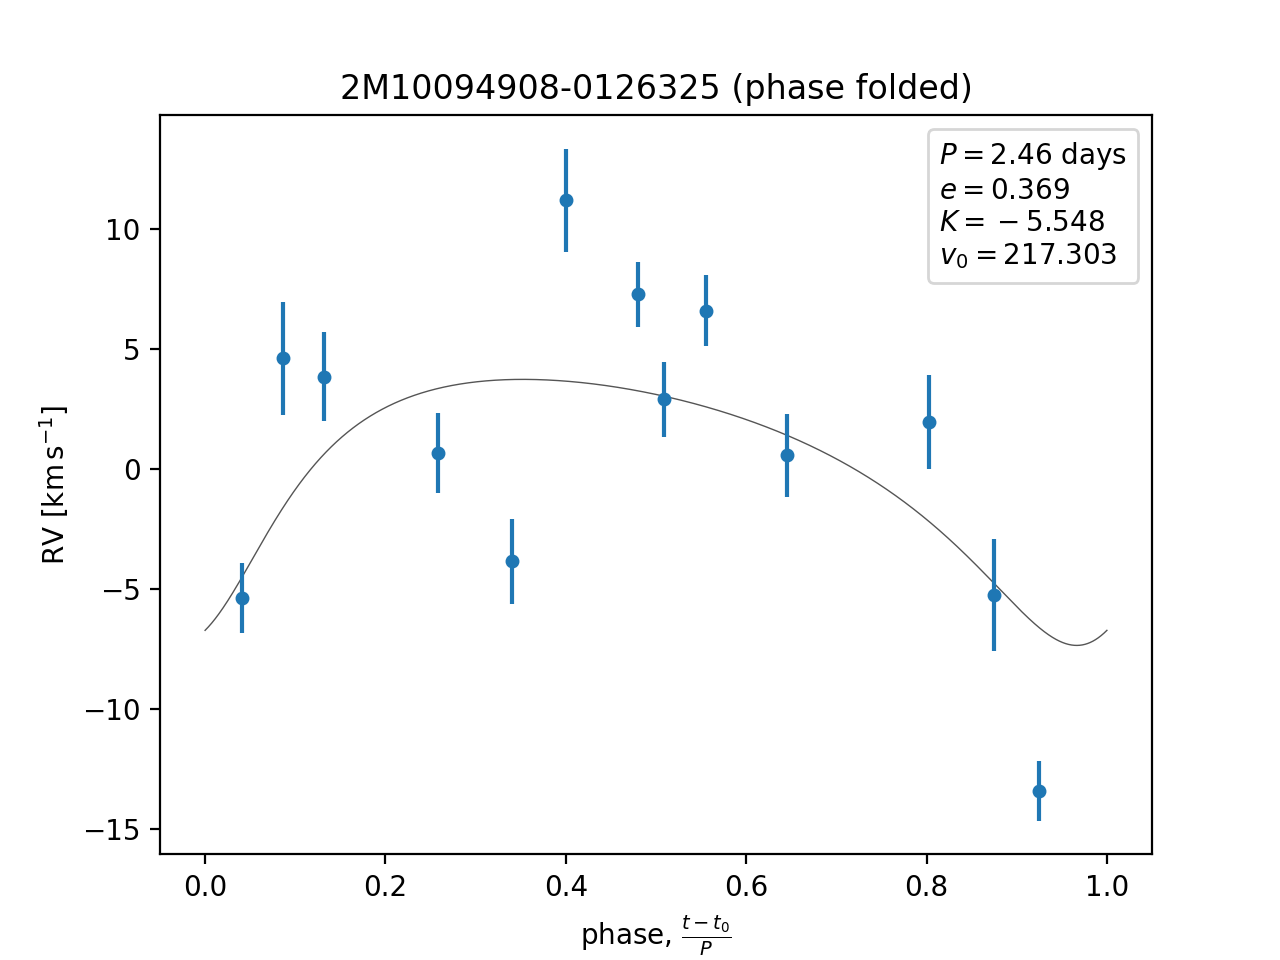 2M10094908-0126325 (phase folded)
P = 2.46 days
e = 0.369
K = −5.548
v₀ = 217.303
RV [km s⁻¹]
10
5
0
−5
−10
−15
0.0 0.2 0.4 0.6 0.8 1.0
phase, (t − t₀)/P